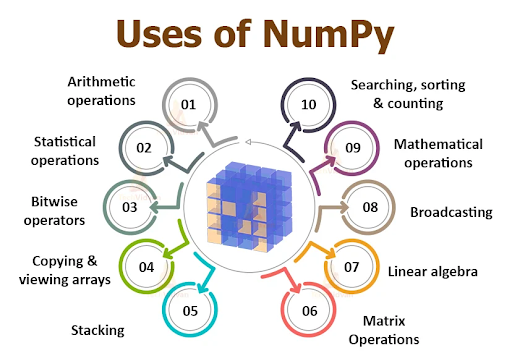 Uses of NumPy
Arithmetic
operations
01
Statistical
operations
02
Bitwise
operators
03
Copying &
viewing arrays
04
Stacking
05
10
Searching, sorting
& counting
09
Mathematical
operations
08
Broadcasting
07
Linear algebra
06
Matrix
Operations